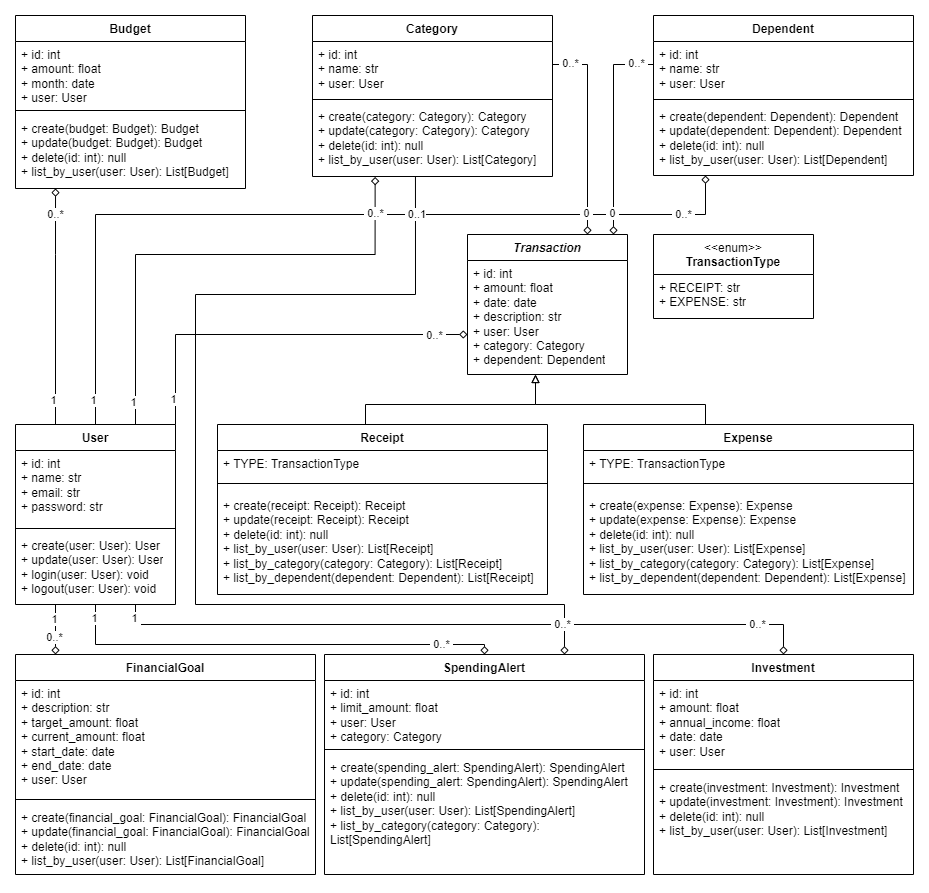 Budget
+ id: int
+ amount: float
+ month: date
+ user: User
+ create(budget: Budget): Budget
+ update(budget: Budget): Budget
+ delete(id: int): null
+ list_by_user(user: User): List[Budget]
Category
+ id: int
+ name: str
+ user: User
+ create(category: Category): Category
+ update(category: Category): Category
+ delete(id: int): null
+ list_by_user(user: User): List[Category]
Dependent
+ id: int
+ name: str
+ user: User
+ create(dependent: Dependent): Dependent
+ update(dependent: Dependent): Dependent
+ delete(id: int): null
+ list_by_user(user: User): List[Dependent]
0..*
0..*
0..*
0..*
0..1
0
0
0..*
Transaction
+ id: int
+ amount: float
+ date: date
+ description: str
+ user: User
+ category: Category
+ dependent: Dependent
<<enum>>
TransactionType
+ RECEIPT: str
+ EXPENSE: str
0..*
1
1
1
1
User
+ id: int
+ name: str
+ email: str
+ password: str
+ create(user: User): User
+ update(user: User): User
+ login(user: User): void
+ logout(user: User): void
Receipt
+ TYPE: TransactionType
+ create(receipt: Receipt): Receipt
+ update(receipt: Receipt): Receipt
+ delete(id: int): null
+ list_by_user(user: User): List[Receipt]
+ list_by_category(category: Category): List[Receipt]
+ list_by_dependent(dependent: Dependent): List[Receipt]
Expense
+ TYPE: TransactionType
+ create(expense: Expense): Expense
+ update(expense: Expense): Expense
+ delete(id: int): null
+ list_by_user(user: User): List[Expense]
+ list_by_category(category: Category): List[Expense]
+ list_by_dependent(dependent: Dependent): List[Expense]
1
1
1
0..*
0..*
0..*
0..*
FinancialGoal
+ id: int
+ description: str
+ target_amount: float
+ current_amount: float
+ start_date: date
+ end_date: date
+ user: User
+ create(financial_goal: FinancialGoal): FinancialGoal
+ update(financial_goal: FinancialGoal): FinancialGoal
+ delete(id: int): null
+ list_by_user(user: User): List[FinancialGoal]
SpendingAlert
+ id: int
+ limit_amount: float
+ user: User
+ category: Category
+ create(spending_alert: SpendingAlert): SpendingAlert
+ update(spending_alert: SpendingAlert): SpendingAlert
+ delete(id: int): null
+ list_by_user(user: User): List[SpendingAlert]
+ list_by_category(category: Category):
List[SpendingAlert]
Investment
+ id: int
+ amount: float
+ annual_income: float
+ date: date
+ user: User
+ create(investment: Investment): Investment
+ update(investment: Investment): Investment
+ delete(id: int): null
+ list_by_user(user: User): List[Investment]